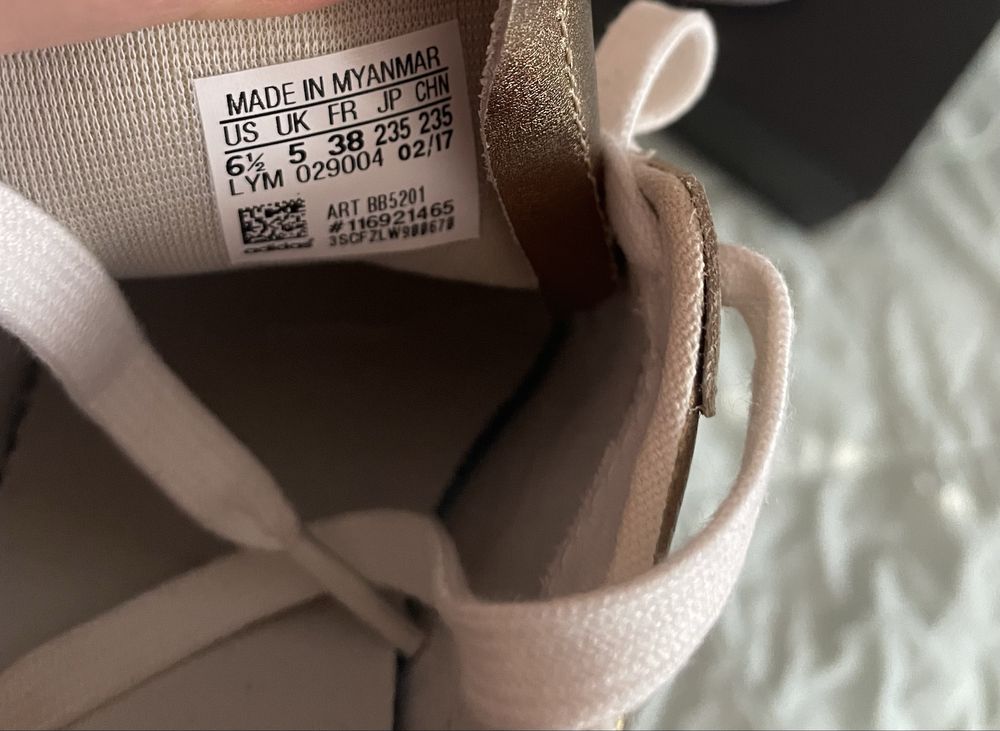 MADE IN MYANMAR
US UK FR JP CHN
6½ 5 38 235 235
LYM 029004 02/17
ART BB5201
#116921465
3SCFZLW900670
adidas